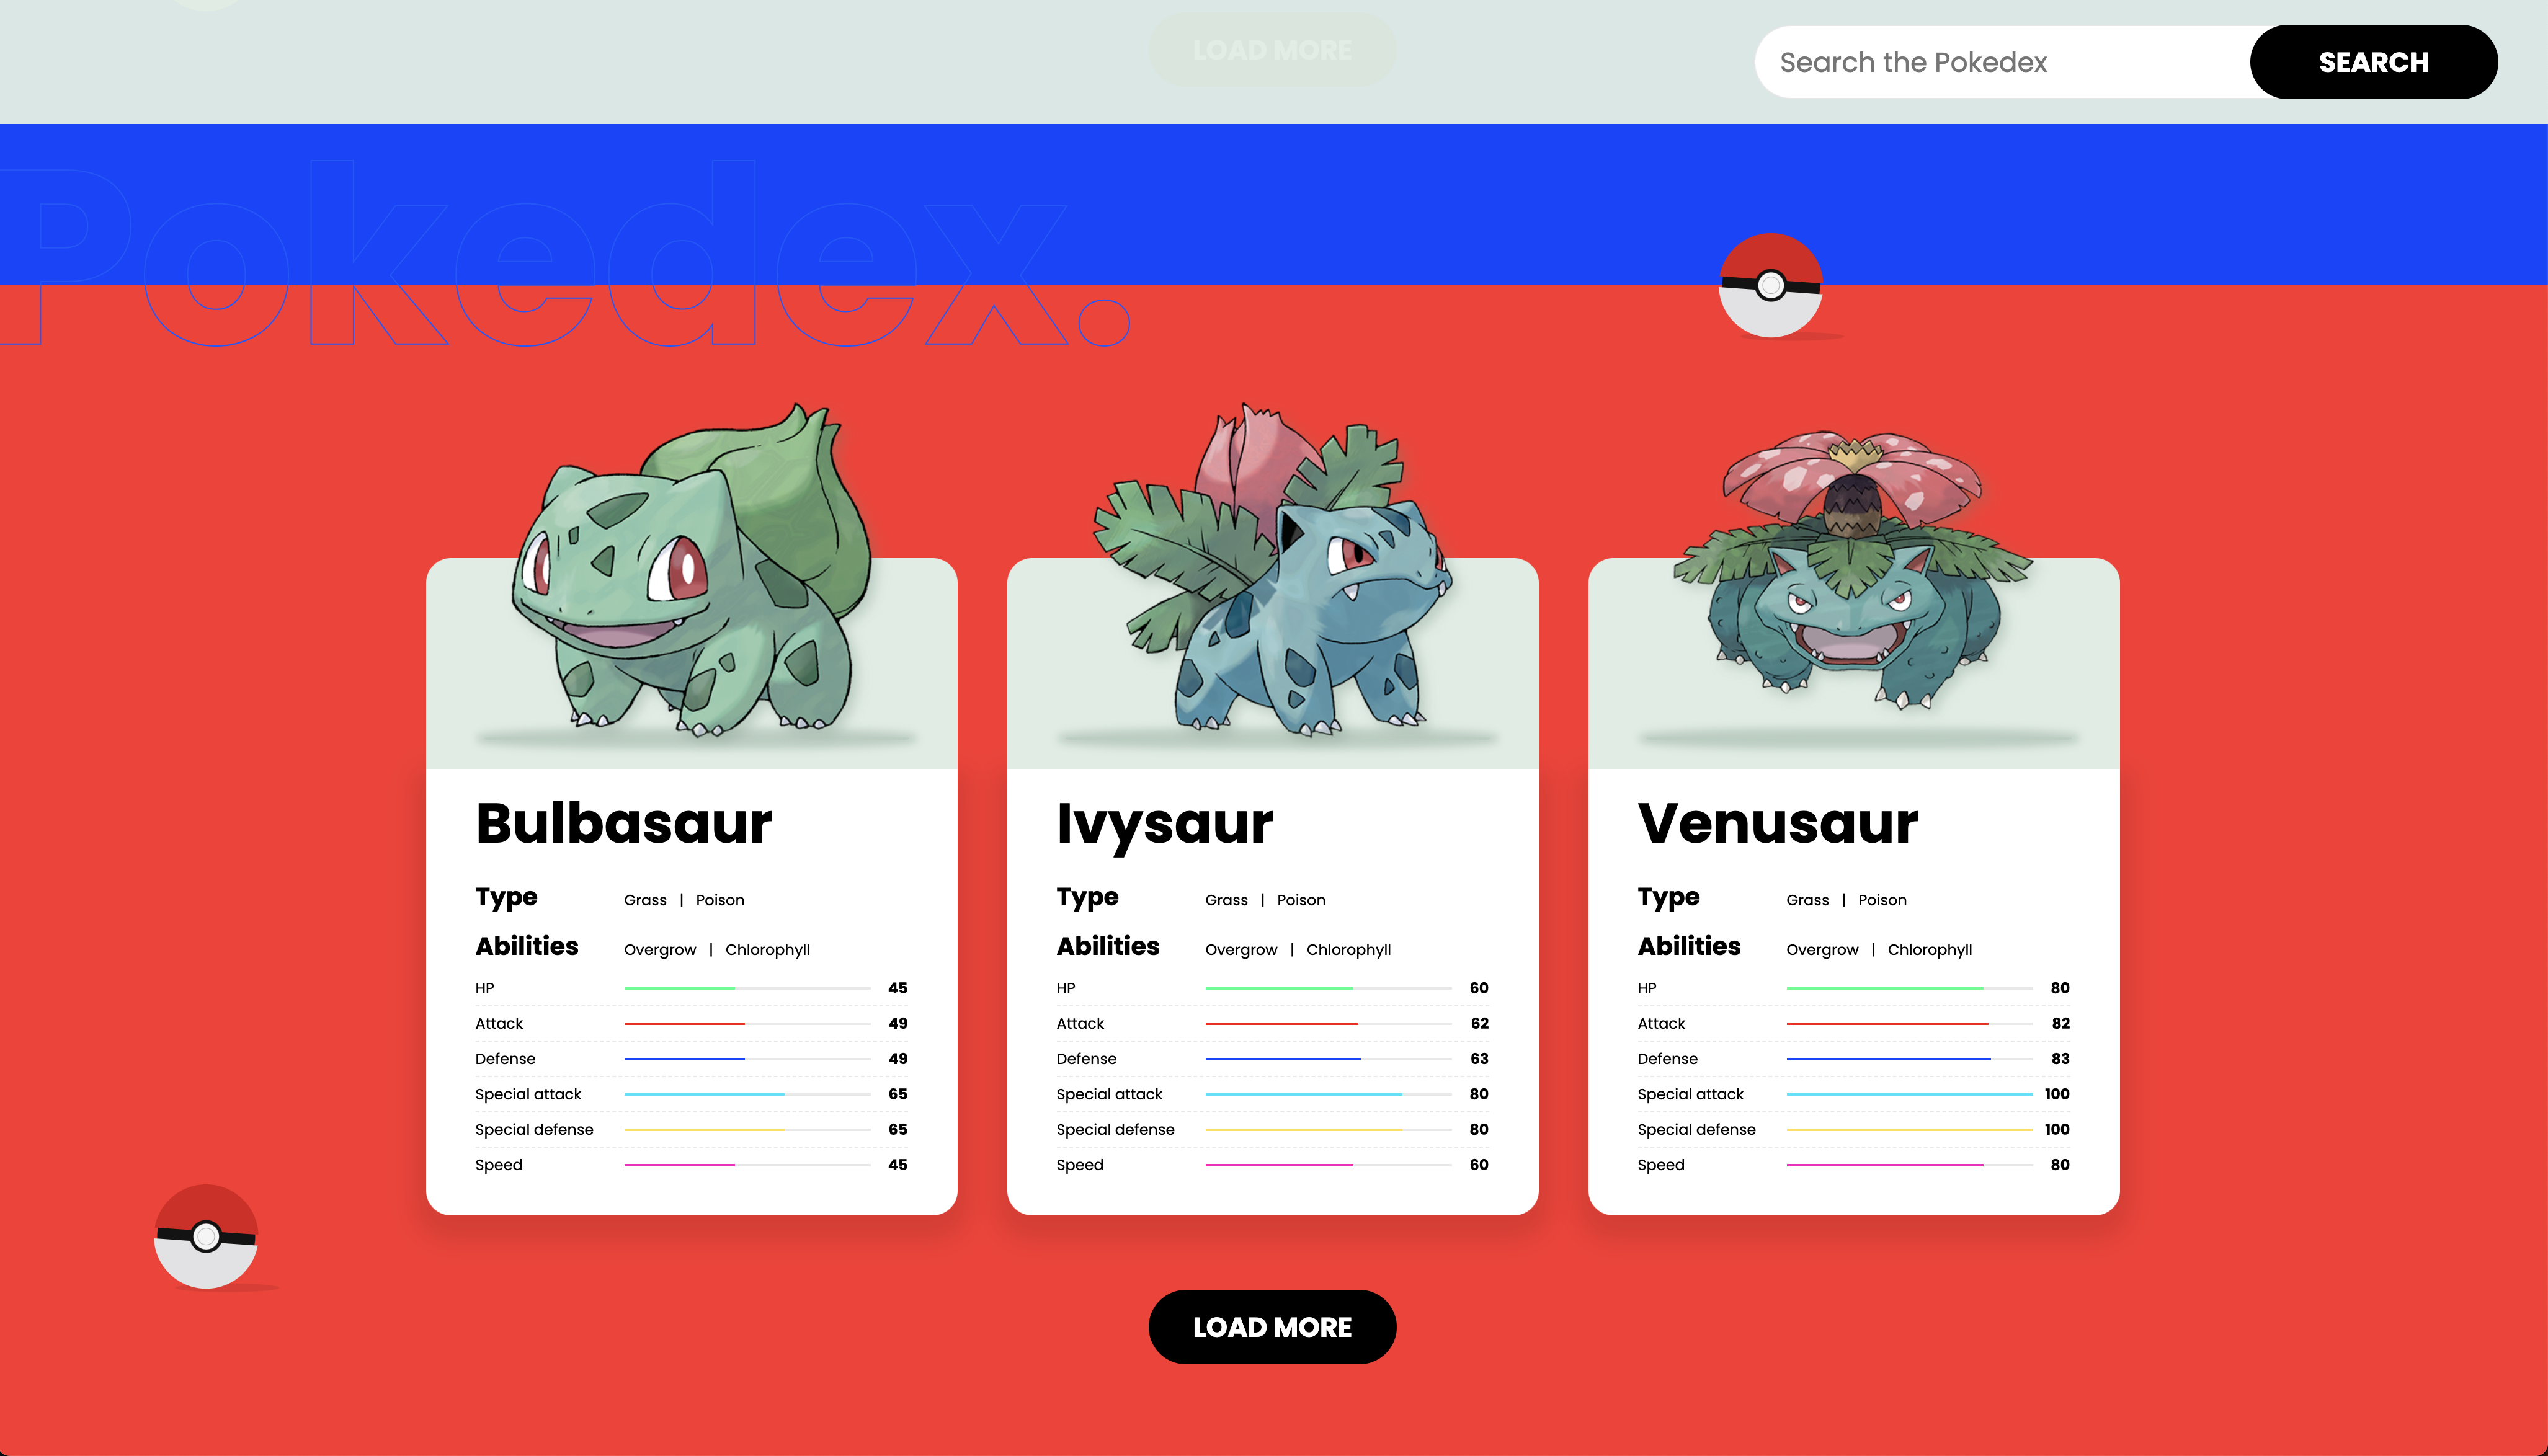 LOAD MORE
Search the Pokedex
SEARCH
Pokedex.
Bulbasaur
Type Grass | Poison
Abilities Overgrow | Chlorophyll
HP 45
Attack 49
Defense 49
Special attack 65
Special defense 65
Speed 45
Ivysaur
Type Grass | Poison
Abilities Overgrow | Chlorophyll
HP 60
Attack 62
Defense 63
Special attack 80
Special defense 80
Speed 60
Venusaur
Type Grass | Poison
Abilities Overgrow | Chlorophyll
HP 80
Attack 82
Defense 83
Special attack 100
Special defense 100
Speed 80
LOAD MORE